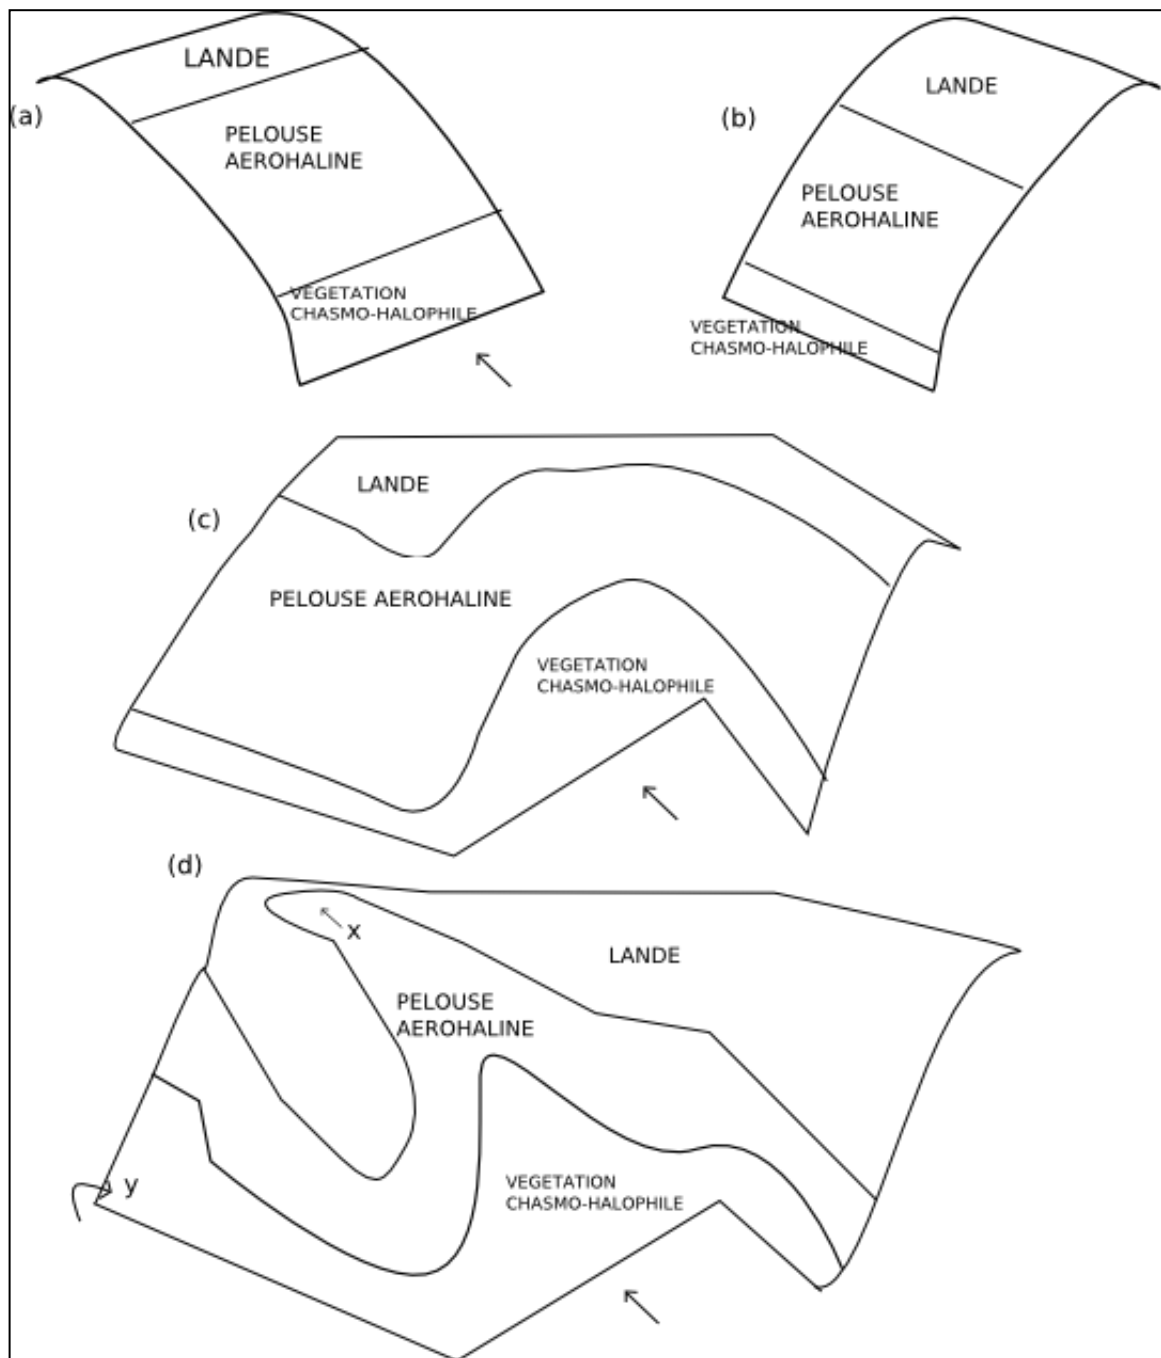 LANDE
(a)
PELOUSE
AEROHALINE
VEGETATION
CHASMO-HALOPHILE
(b)
LANDE
PELOUSE
AEROHALINE
VEGETATION
CHASMO-HALOPHILE
(c)
LANDE
PELOUSE AEROHALINE
VEGETATION
CHASMO-HALOPHILE
(d)
x
LANDE
PELOUSE
AEROHALINE
y
VEGETATION
CHASMO-HALOPHILE